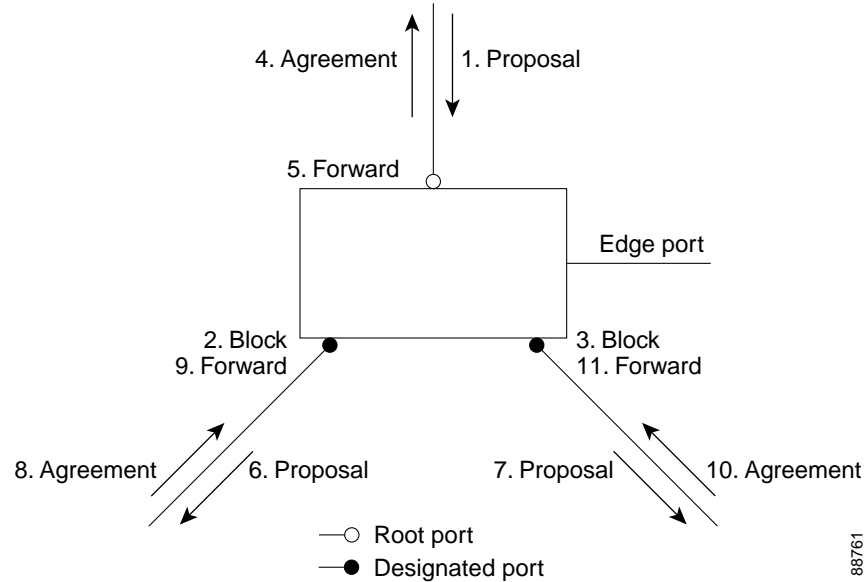 4. Agreement
1. Proposal
5. Forward
Edge port
2. Block
9. Forward
3. Block
11. Forward
8. Agreement
6. Proposal
7. Proposal
10. Agreement
Root port
Designated port
88761